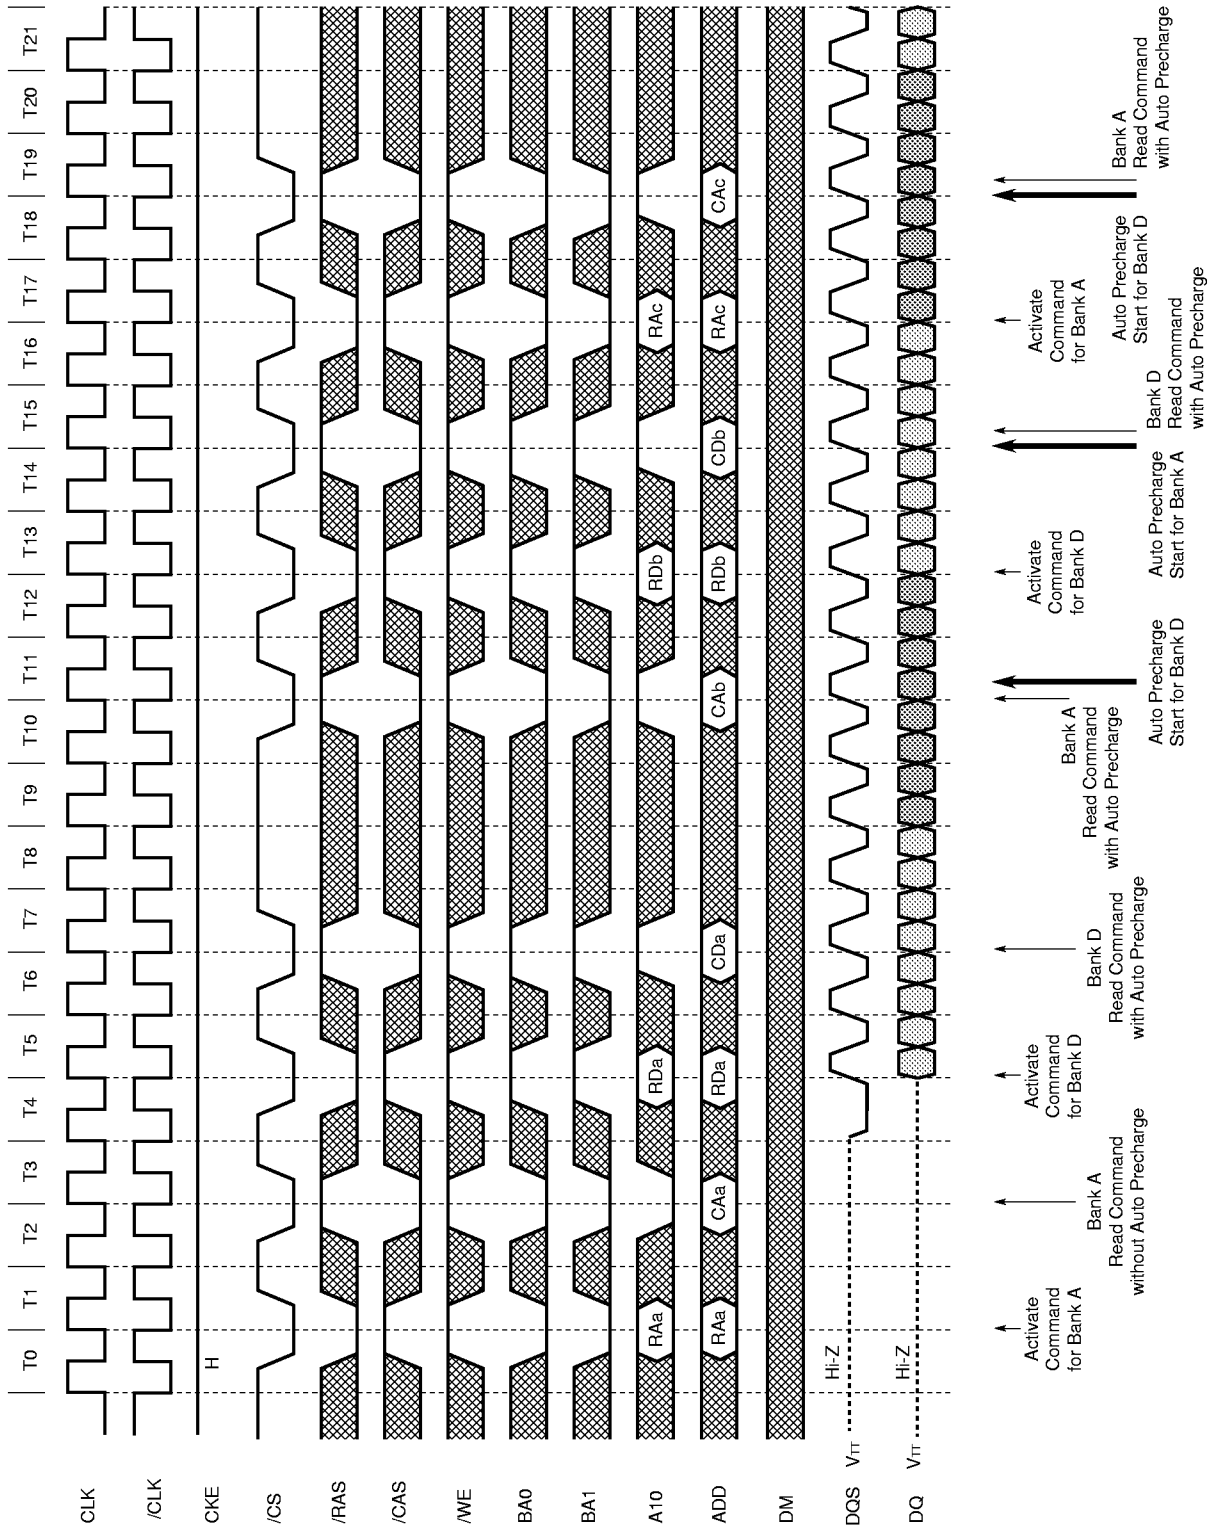 T0 T1 T2 T3 T4 T5 T6 T7 T8 T9 T10 T11 T12 T13 T14 T15 T16 T17 T18 T19 T20 T21
CLK
/CLK
CKE
H
/CS
/RAS
/CAS
/WE
BA0
BA1
A10
RAa RDa RDb RAc
ADD
RAa CAa RDa CDa CAb RDb CDb RAc CAc
DM
DQS
VTT
Hi-Z
DQ
VTT
Hi-Z
Activate
Command
for Bank A
Bank A
Read Command
without Auto Precharge
Activate
Command
for Bank D
Bank D
Read Command
with Auto Precharge
Bank A
Read Command
with Auto Precharge
Auto Precharge
Start for Bank D
Activate
Command
for Bank D
Auto Precharge
Start for Bank A
Bank D
Read Command
with Auto Precharge
Activate
Command
for Bank A
Auto Precharge
Start for Bank D
Bank A
Read Command
with Auto Precharge